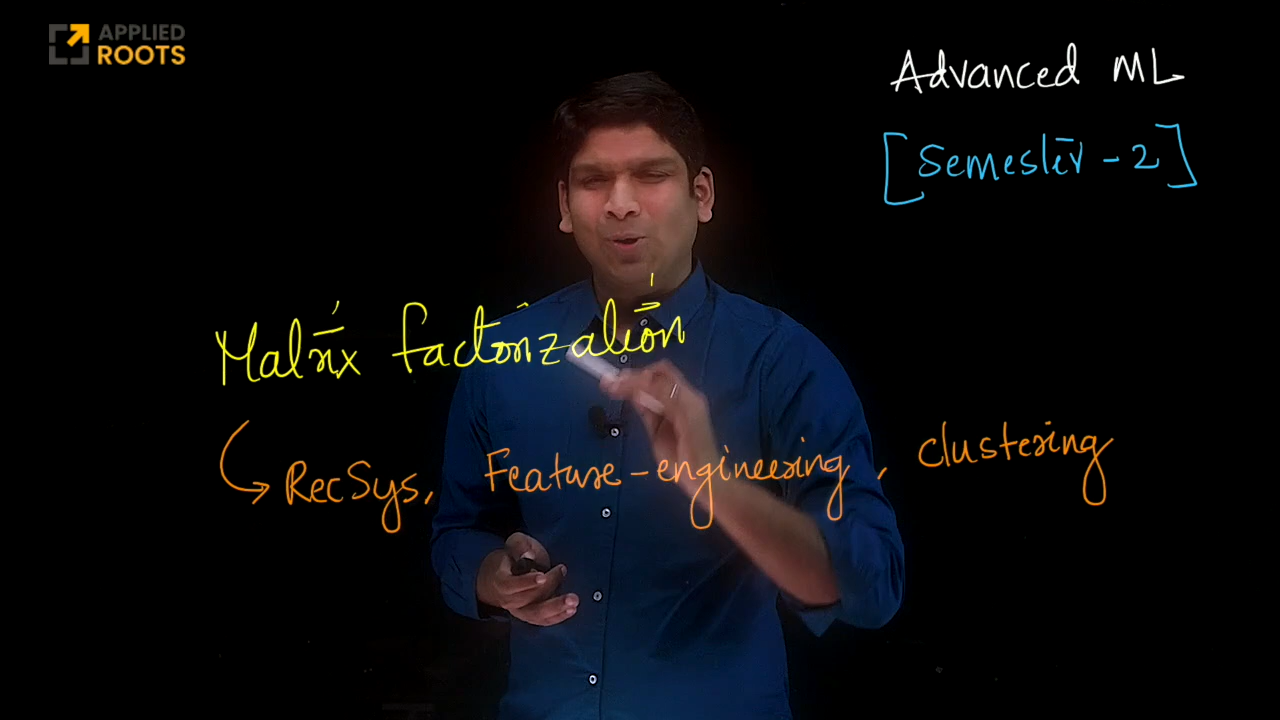 APPLIED
ROOTS
Advanced ML
[Semester - 2]
Matrix Factorization
RecSys, Feature-engineering, clustering